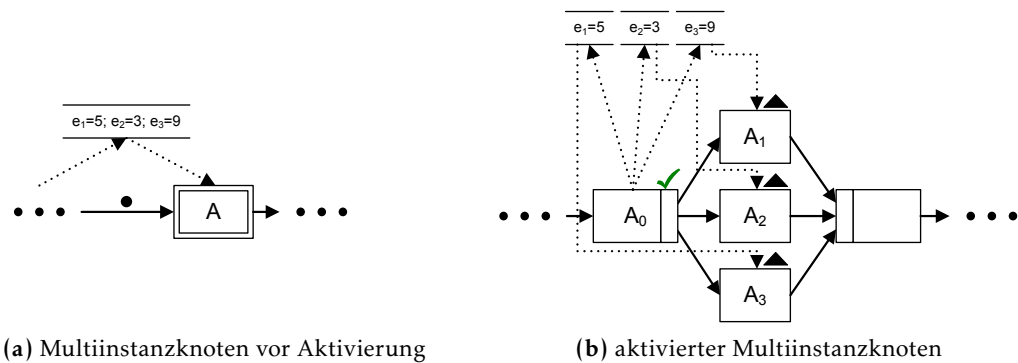 e₁=5 e₂=3 e₃=9
e₁=5; e₂=3; e₃=9
A₁
A
A₀
A₂
A₃
(a) Multiinstanzknoten vor Aktivierung
(b) aktivierter Multiinstanzknoten